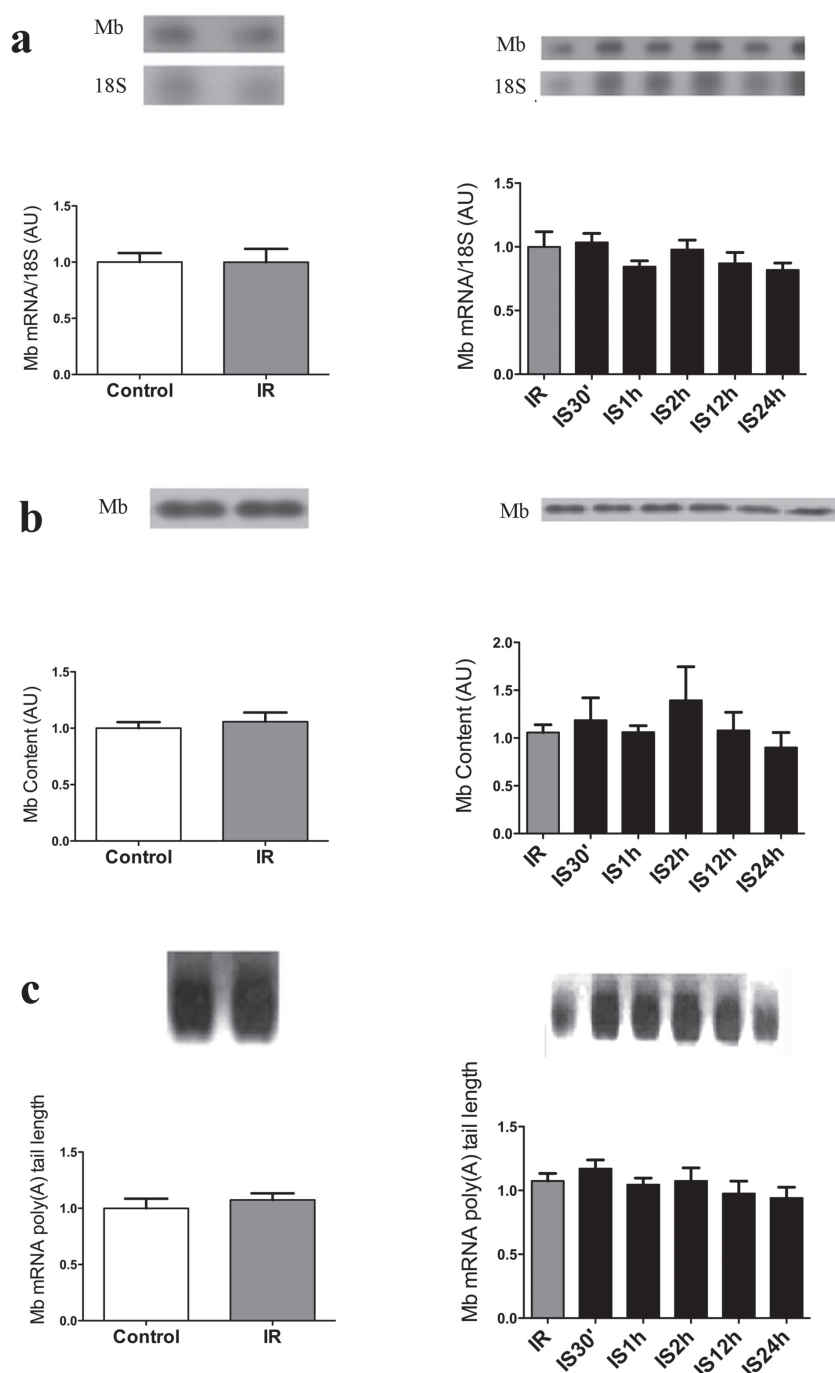 a
Mb
18S
Mb
18S
Mb mRNA/18S (AU)
1.5
1.0
0.5
0.0
Control IR
Mb mRNA/18S (AU)
1.5
1.0
0.5
0.0
IR IS30' IS1h IS2h IS12h IS24h
b
Mb
Mb
Mb Content (AU)
1.5
1.0
0.5
0.0
Control IR
Mb Content (AU)
2.0
1.5
1.0
0.5
0.0
IR IS30' IS1h IS2h IS12h IS24h
c
Mb mRNA poly(A) tail length
1.5
1.0
0.5
0.0
Control IR
Mb mRNA poly(A) tail length
1.5
1.0
0.5
0.0
IR IS30' IS1h IS2h IS12h IS24h